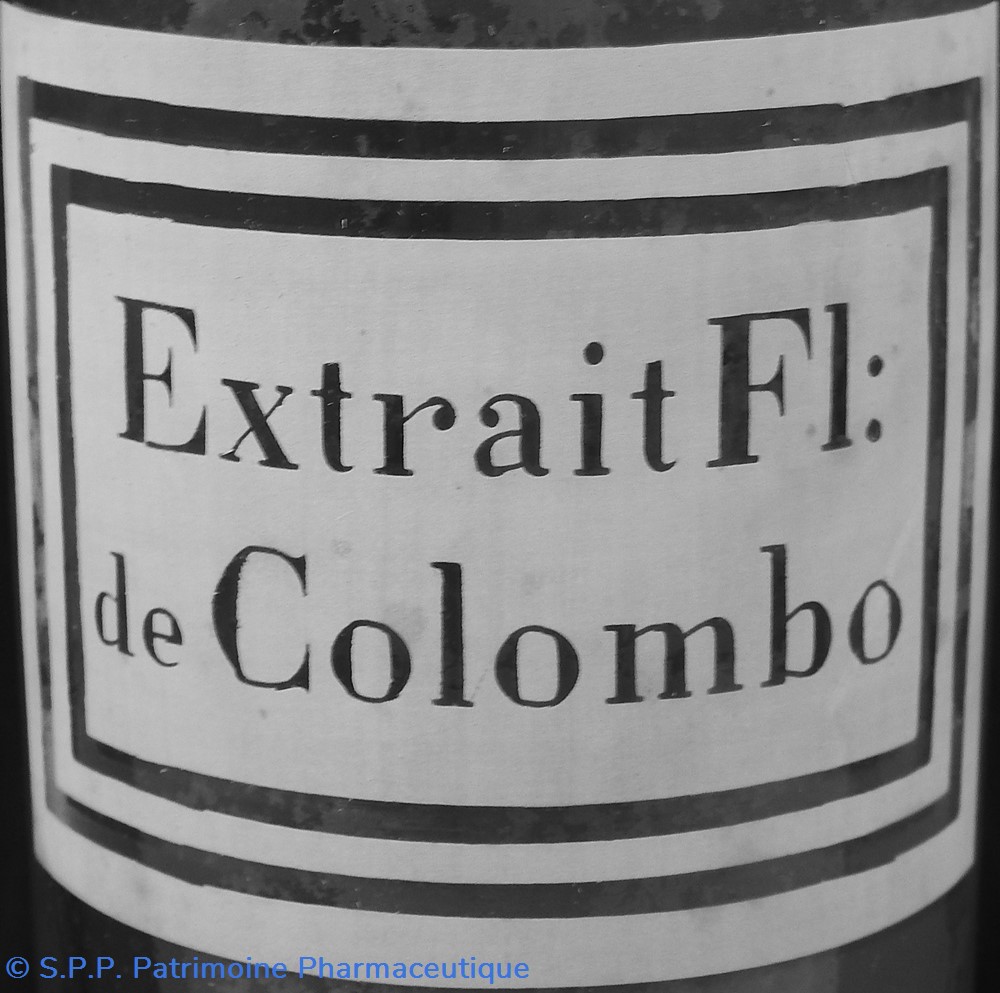 Extrait Fl:
de Colombo
© S.P.P. Patrimoine Pharmaceutique